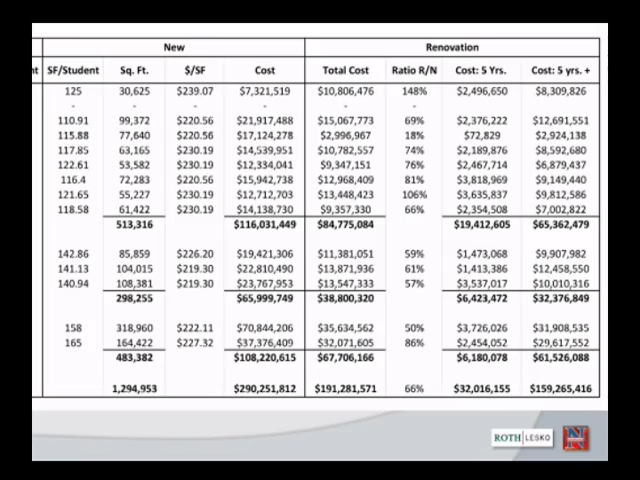 New Renovation
nt SF/Student Sq. Ft. $/SF Cost Total Cost Ratio R/N Cost: 5 Yrs. Cost: 5 yrs. +
125 30,625 $239.07 $7,321,519 $10,806,476 148% $2,496,650 $8,309,826
- - - - - -
110.91 99,372 $220.56 $21,917,488 $15,067,773 69% $2,376,222 $12,691,551
115.88 77,640 $220.56 $17,124,278 $2,996,967 18% $72,829 $2,924,138
117.85 63,165 $230.19 $14,539,951 $10,782,557 74% $2,189,876 $8,592,680
122.61 53,582 $230.19 $12,334,041 $9,347,151 76% $2,467,714 $6,879,437
116.4 72,283 $220.56 $15,942,738 $12,968,409 81% $3,818,969 $9,149,440
121.65 55,227 $230.19 $12,712,703 $13,448,423 106% $3,635,837 $9,812,586
118.58 61,422 $230.19 $14,138,730 $9,357,330 66% $2,354,508 $7,002,822
513,316 $116,031,449 $84,775,084 $19,412,605 $65,362,479
142.86 85,859 $226.20 $19,421,306 $11,381,051 59% $1,473,068 $9,907,982
141.13 104,015 $219.30 $22,810,490 $13,871,936 61% $1,413,386 $12,458,550
140.94 108,381 $219.30 $23,767,953 $13,547,333 57% $3,537,017 $10,010,316
298,255 $65,999,749 $38,800,320 $6,423,472 $32,376,849
158 318,960 $222.11 $70,844,206 $35,634,562 50% $3,726,026 $31,908,535
165 164,422 $227.32 $37,376,409 $32,071,605 86% $2,454,052 $29,617,552
483,382 $108,220,615 $67,706,166 $6,180,078 $61,526,088
1,294,953 $290,251,812 $191,281,571 66% $32,016,155 $159,265,416
ROTH LESKO N